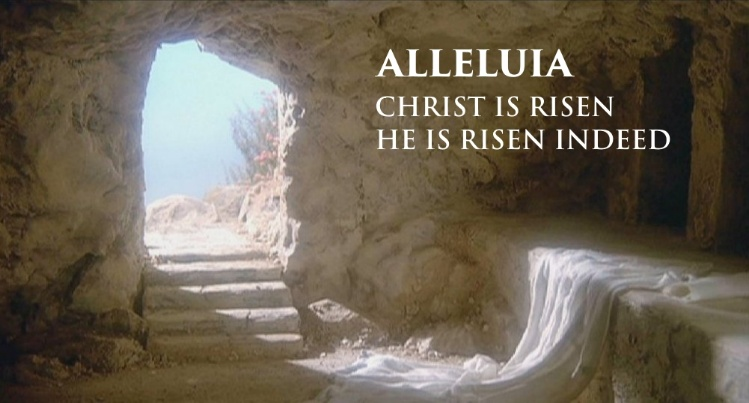 ALLELUIA
CHRIST IS RISEN
HE IS RISEN INDEED